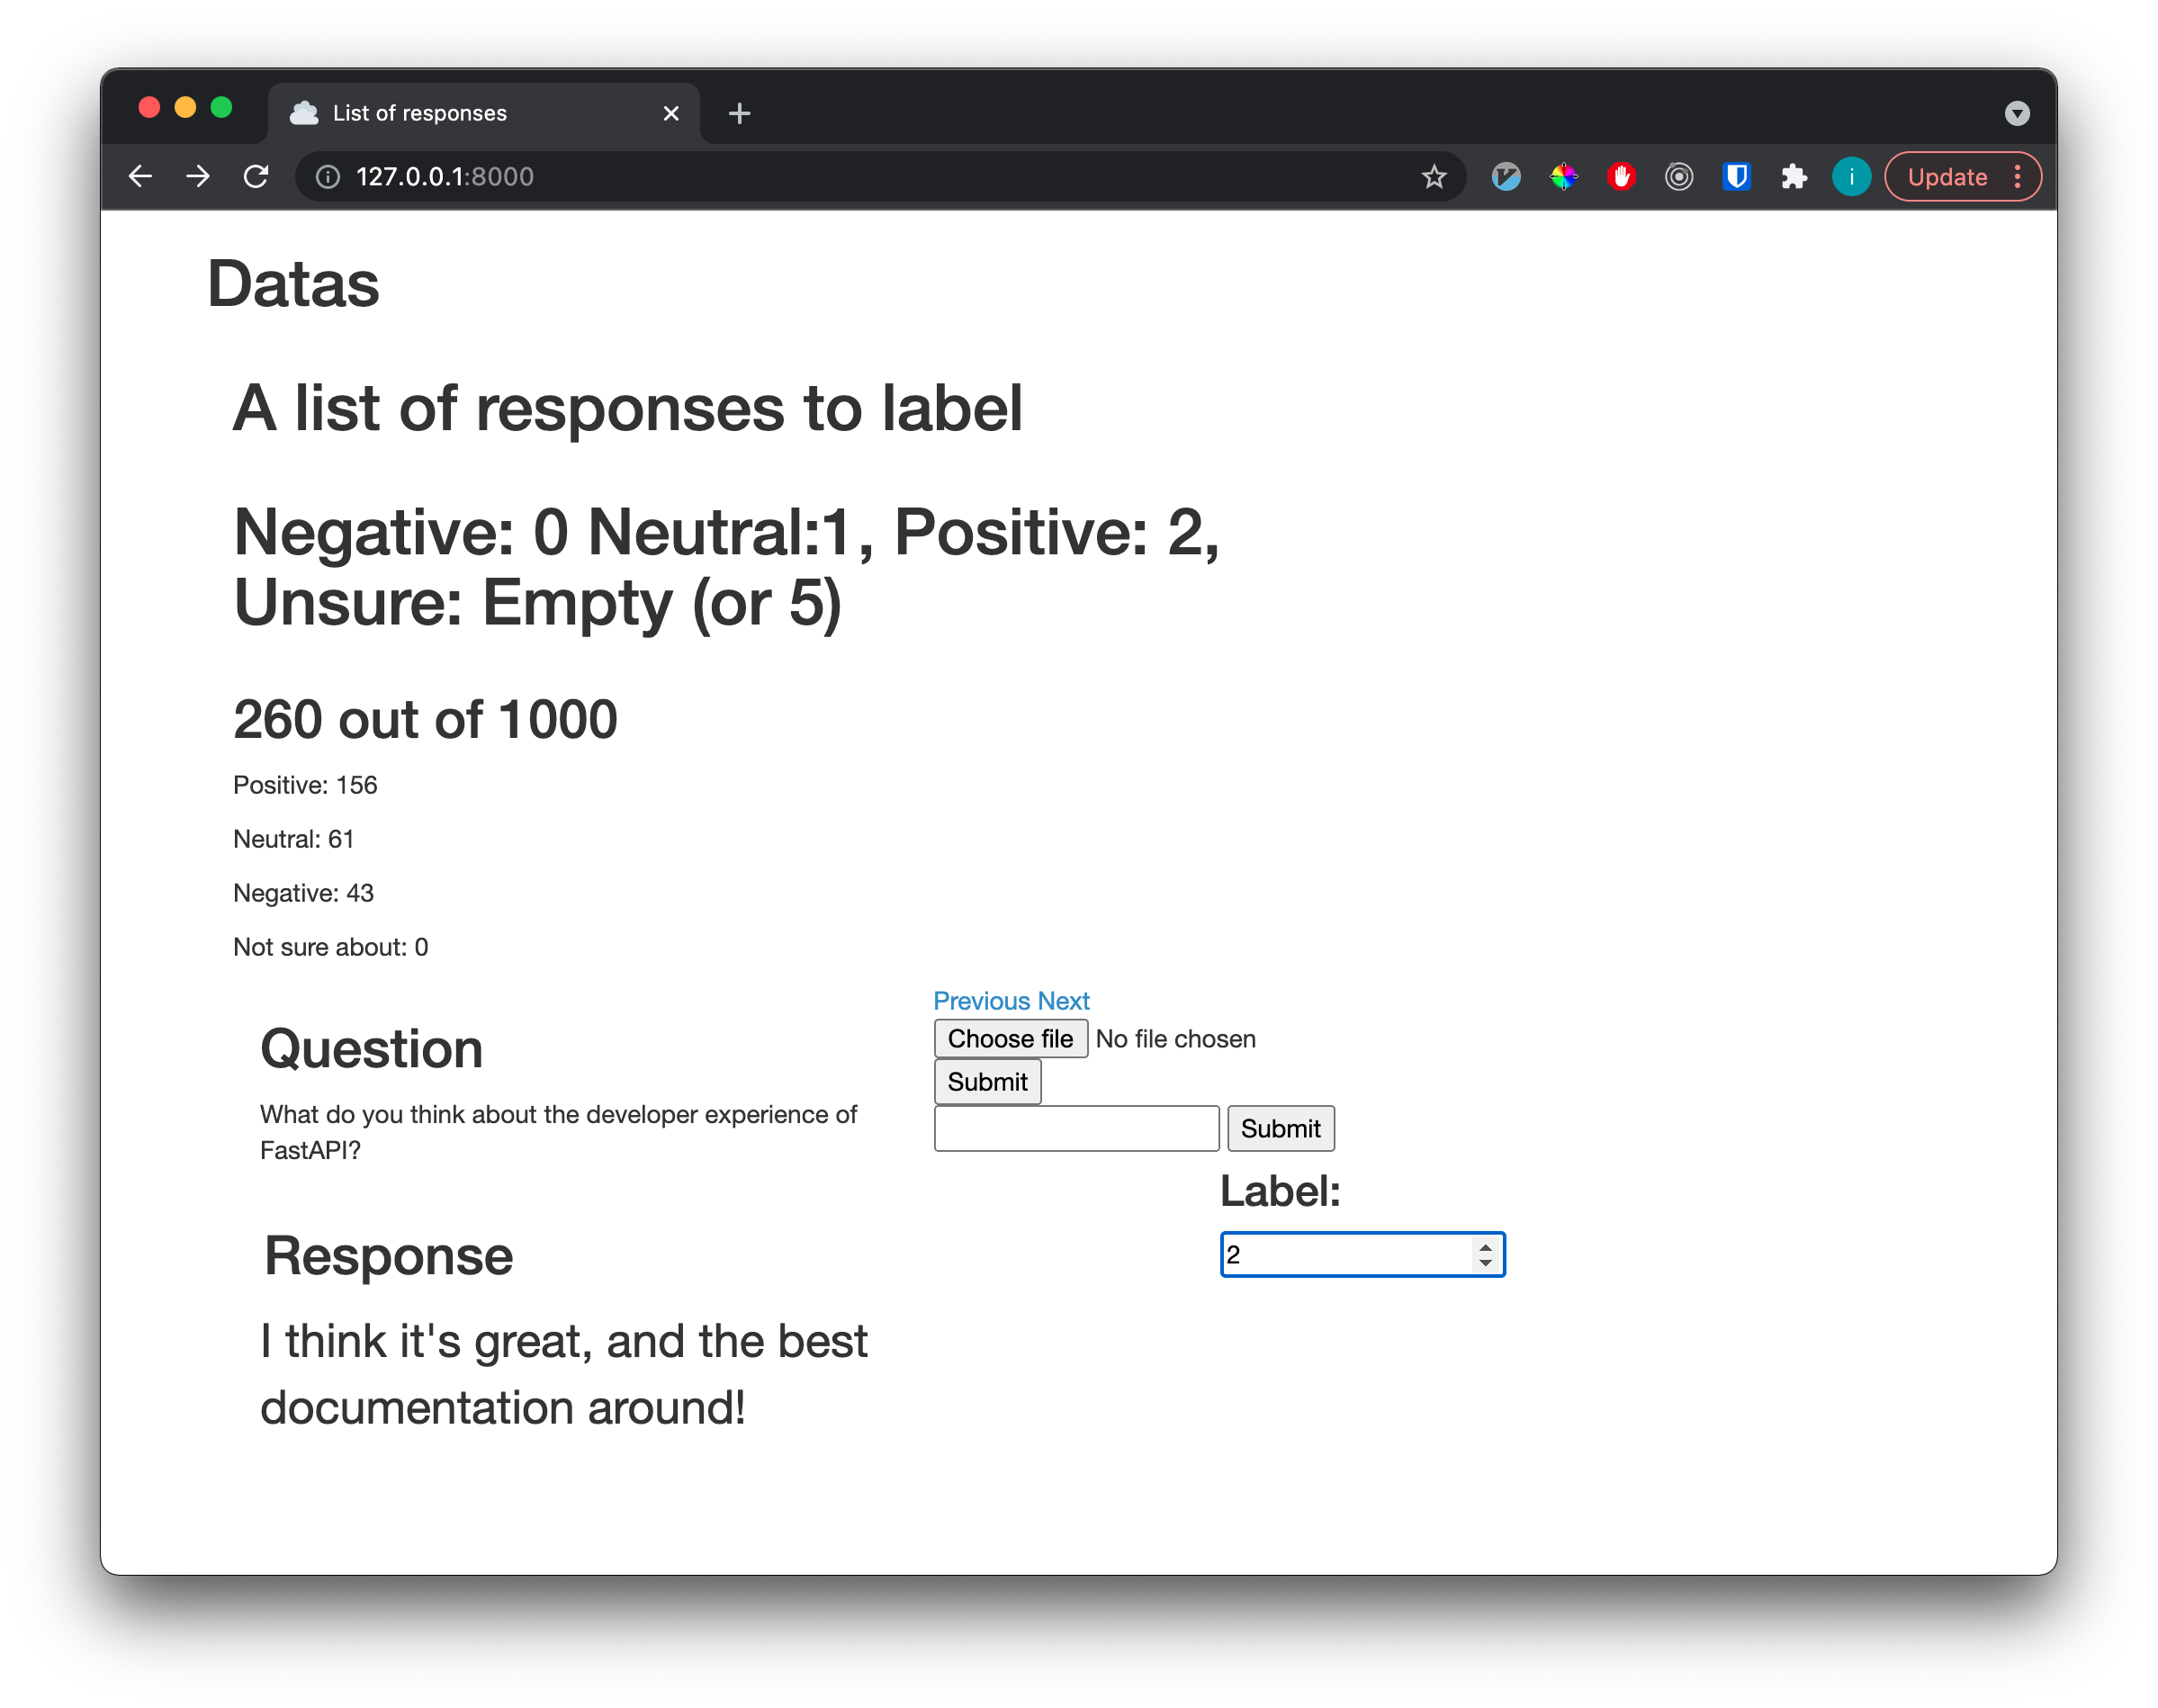 List of responses
127.0.0.1:8000
i
Update
Datas
A list of responses to label
Negative: 0 Neutral:1, Positive: 2,
Unsure: Empty (or 5)
260 out of 1000
Positive: 156
Neutral: 61
Negative: 43
Not sure about: 0
Previous Next
Choose file No file chosen
Submit
Submit
Question
What do you think about the developer experience of
FastAPI?
Label:
2
Response
I think it's great, and the best
documentation around!